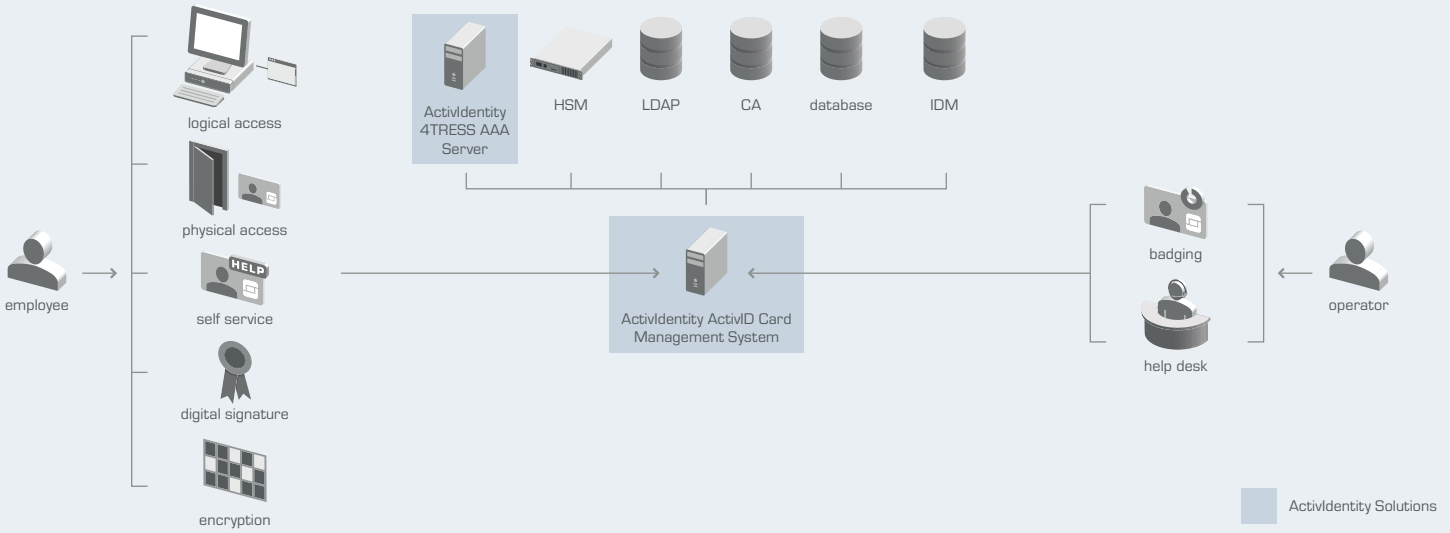 logical access
physical access
HELP
self service
digital signature
encryption
employee
ActivIdentity
4TRESS AAA
Server
HSM
LDAP
CA
database
IDM
ActivIdentity ActivID Card
Management System
badging
help desk
operator
ActivIdentity Solutions